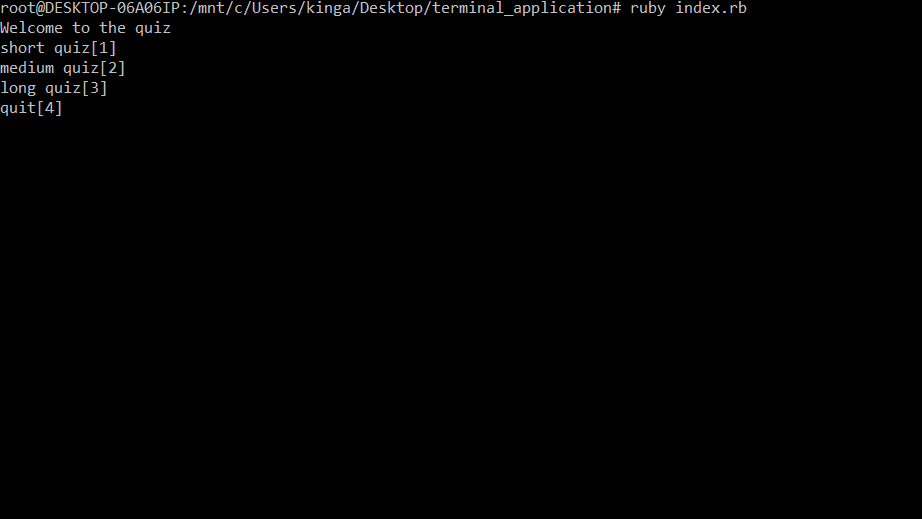 root@DESKTOP-06A06IP:/mnt/c/Users/kinga/Desktop/terminal_application# ruby index.rb
Welcome to the quiz
short quiz[1]
medium quiz[2]
long quiz[3]
quit[4]